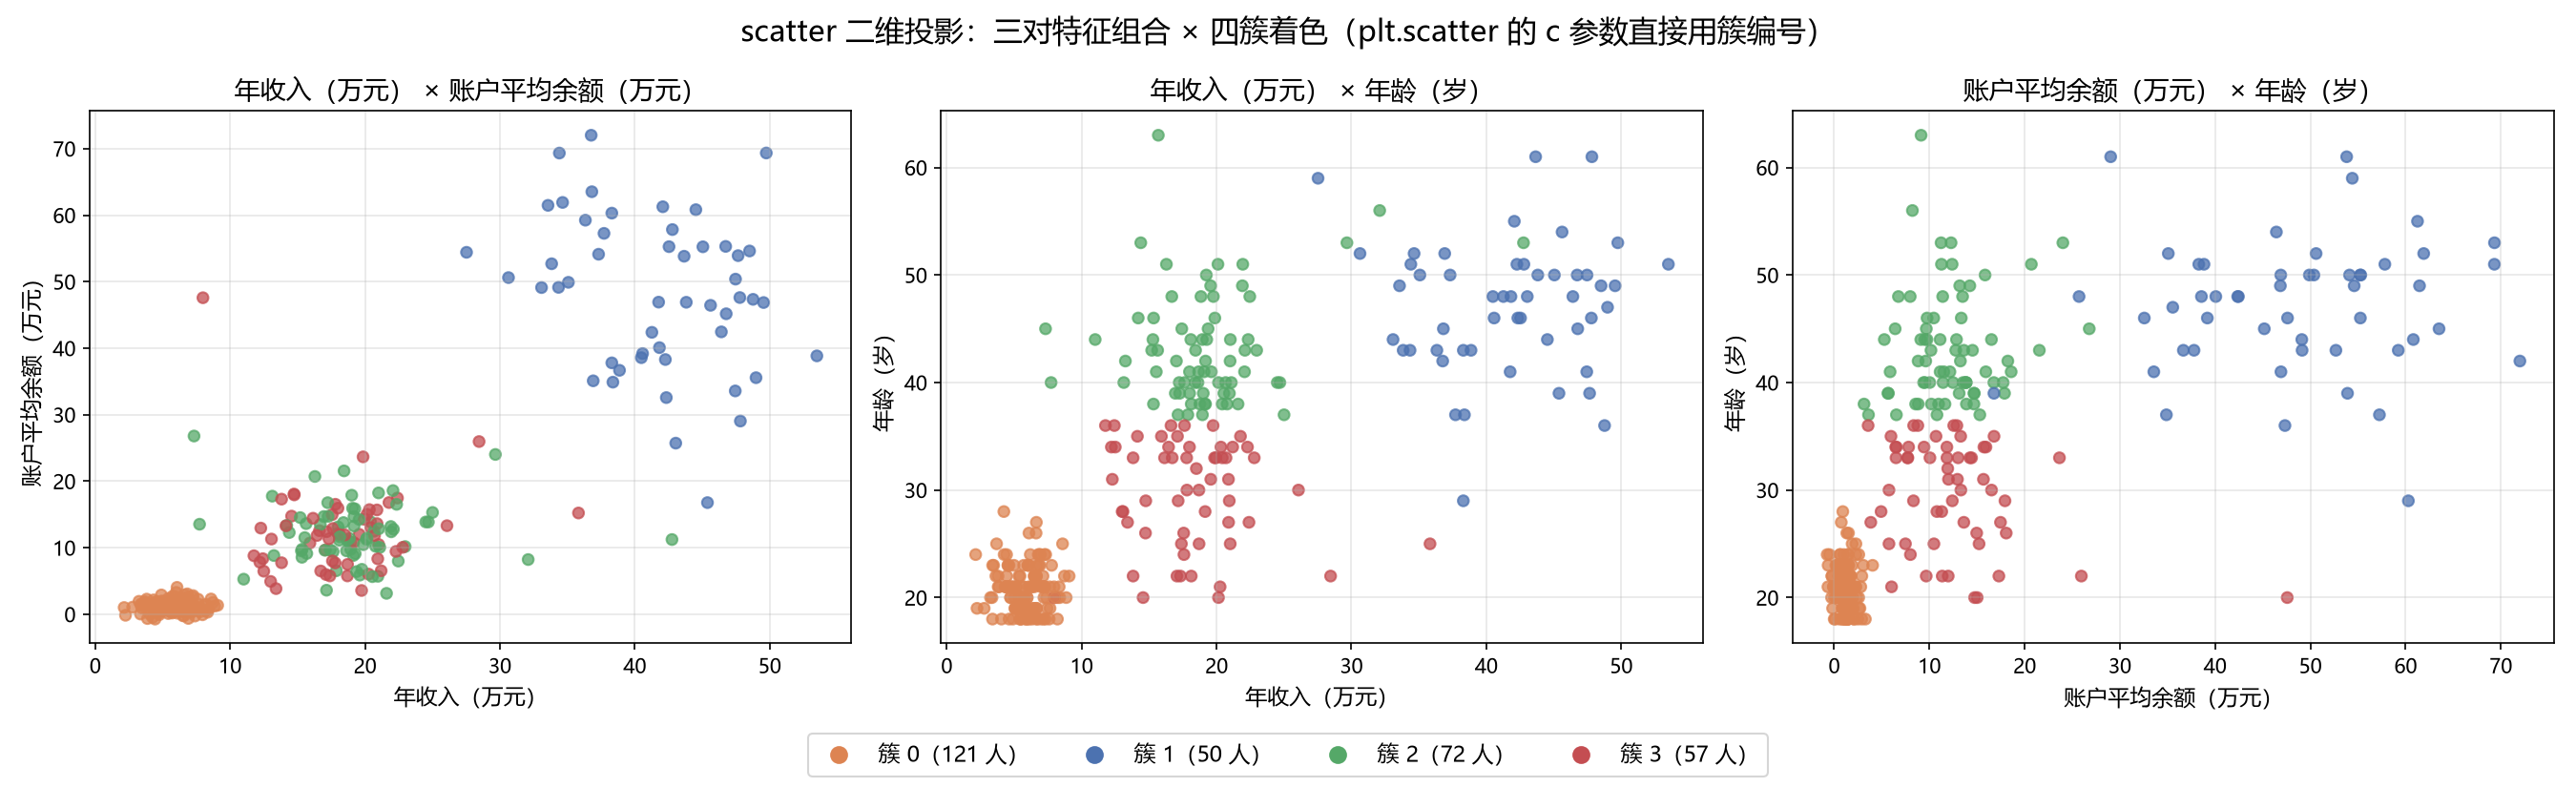 scatter 二维投影：三对特征组合 × 四簇着色（plt.scatter 的 c 参数直接用簇编号）
年收入（万元） × 账户平均余额（万元）
账户平均余额（万元）
70
60
50
40
30
20
10
0
0 10 20 30 40 50
年收入（万元）
年收入（万元） × 年龄（岁）
年龄（岁）
60
50
40
30
20
0 10 20 30 40 50
年收入（万元）
账户平均余额（万元） × 年龄（岁）
年龄（岁）
60
50
40
30
20
0 10 20 30 40 50 60 70
账户平均余额（万元）
簇 0（121 人） 簇 1（50 人） 簇 2（72 人） 簇 3（57 人）